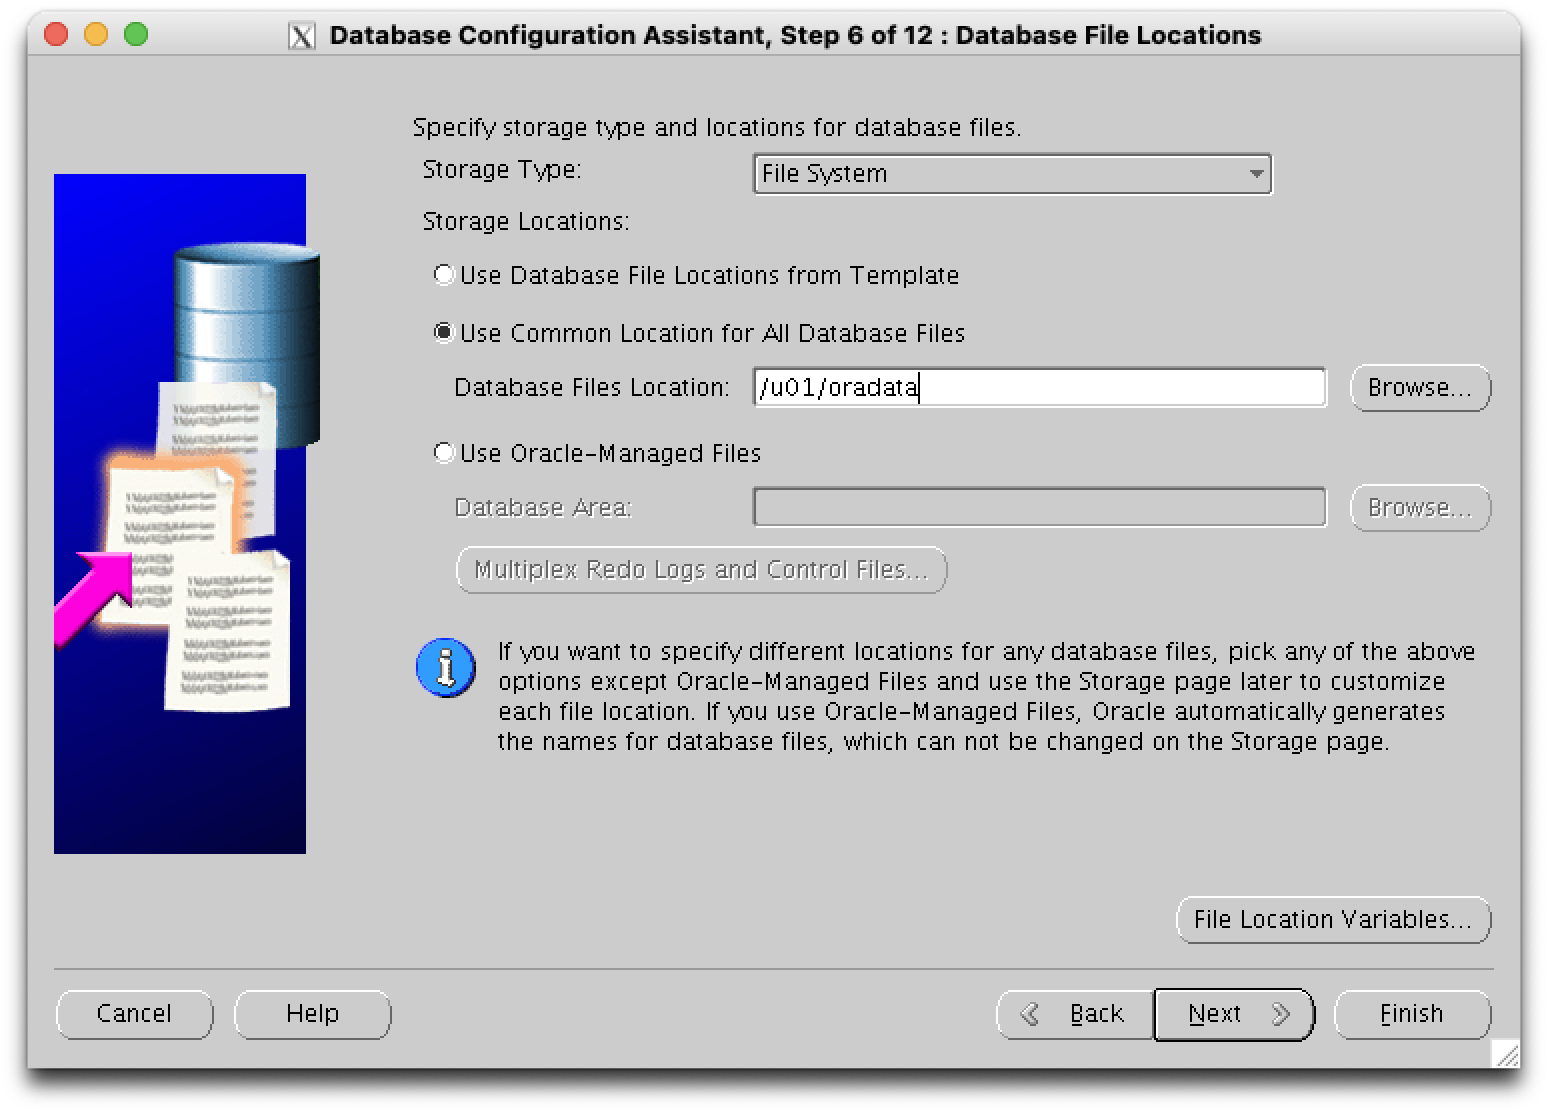 X Database Configuration Assistant, Step 6 of 12 : Database File Locations
Specify storage type and locations for database files.
Storage Type: File System
Storage Locations:
Use Database File Locations from Template
Use Common Location for All Database Files
Database Files Location: /u01/oradata Browse...
Use Oracle-Managed Files
Database Area: Browse...
Multiplex Redo Logs and Control Files...
If you want to specify different locations for any database files, pick any of the above
options except Oracle-Managed Files and use the Storage page later to customize
each file location. If you use Oracle-Managed Files, Oracle automatically generates
the names for database files, which can not be changed on the Storage page.
File Location Variables...
Cancel Help Back Next Finish